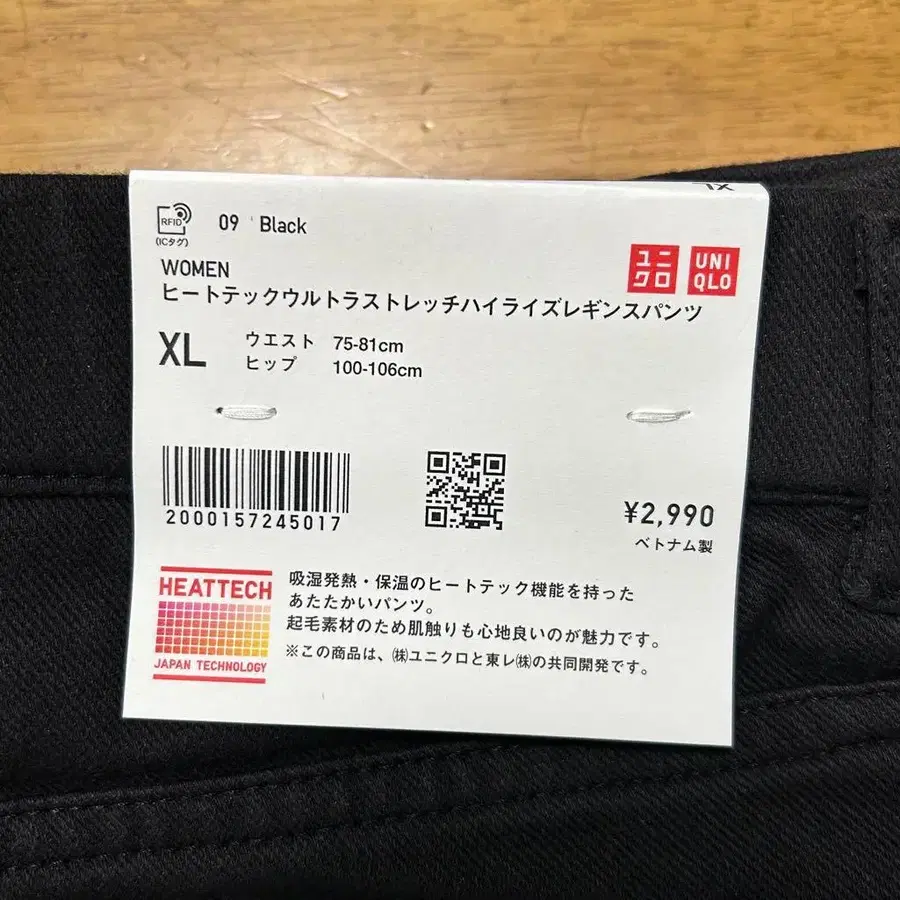 XL
RFID
(ICタグ)
09 Black
WOMEN
ユニクロ
UNIQLO
ヒートテックウルトラストレッチハイライズレギンスパンツ
XL
ウエスト 75-81cm
ヒップ 100-106cm
2000157245017
¥2,990
ベトナム製
HEATTECH
JAPAN TECHNOLOGY
吸湿発熱・保温のヒートテック機能を持った
あたたかいパンツ。
起毛素材のため肌触りも心地良いのが魅力です。
※この商品は、㈱ユニクロと東レ㈱の共同開発です。